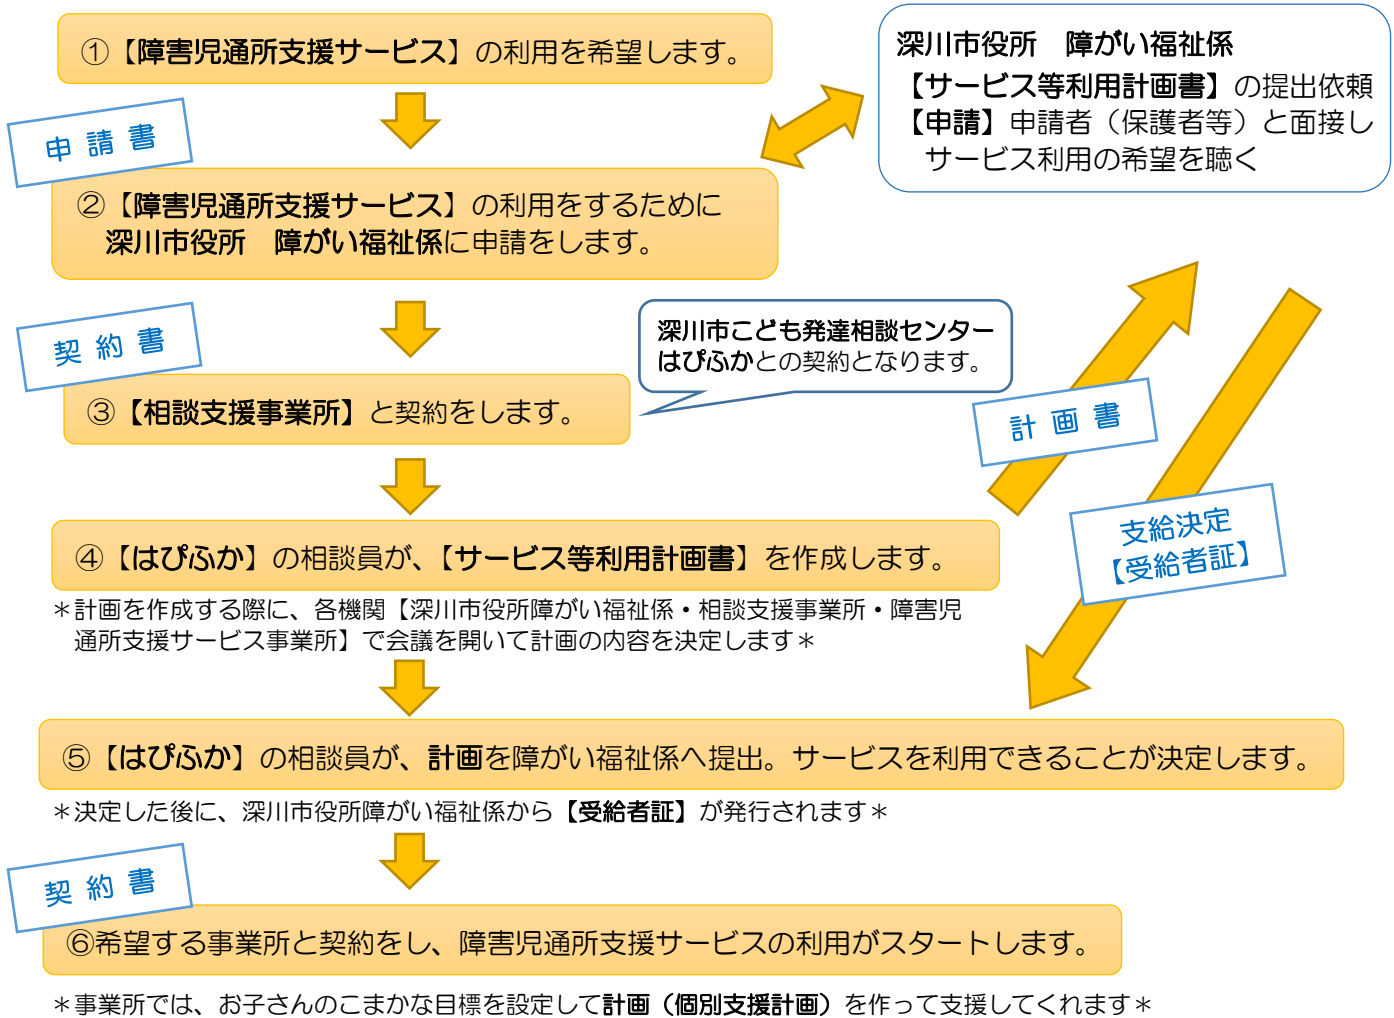 ①【障害児通所支援サービス】の利用を希望します。
深川市役所　障がい福祉係
【サービス等利用計画書】の提出依頼
【申請】申請者（保護者等）と面接し
サービス利用の希望を聴く
申 請 書
②【障害児通所支援サービス】の利用をするために
深川市役所　障がい福祉係に申請をします。
契 約 書
深川市こども発達相談センター
はぴふかとの契約となります。
③【相談支援事業所】と契約をします。
計 画 書
支給決定
【受給者証】
④【はぴふか】の相談員が、【サービス等利用計画書】を作成します。
＊計画を作成する際に、各機関【深川市役所障がい福祉係・相談支援事業所・障害児
通所支援サービス事業所】で会議を開いて計画の内容を決定します＊
⑤【はぴふか】の相談員が、計画を障がい福祉係へ提出。サービスを利用できることが決定します。
＊決定した後に、深川市役所障がい福祉係から【受給者証】が発行されます＊
契 約 書
⑥希望する事業所と契約をし、障害児通所支援サービスの利用がスタートします。
＊事業所では、お子さんのこまかな目標を設定して計画（個別支援計画）を作って支援してくれます＊